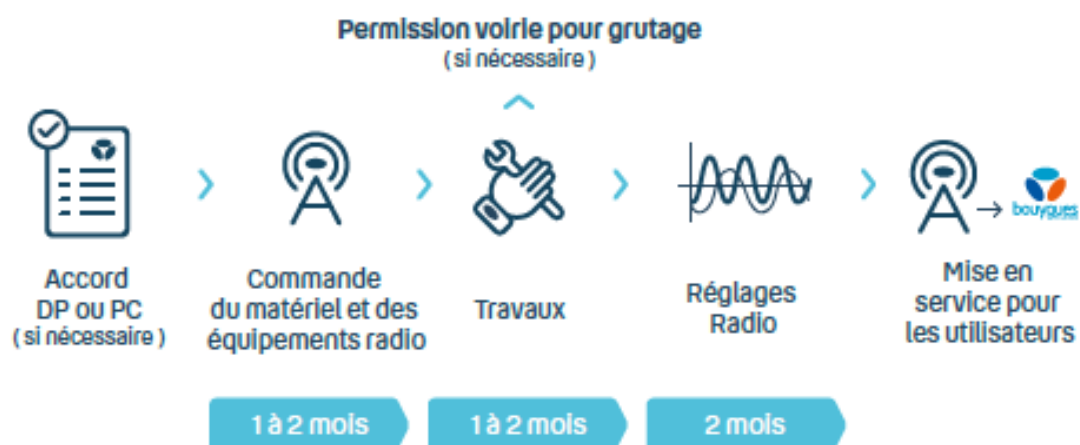 Permission voirie pour grutage
( si nécessaire )
Accord
DP ou PC
( si nécessaire )
Commande
du matériel et des
équipements radio
Travaux
Réglages
Radio
bouygues
Mise en
service pour
les utilisateurs
1 à 2 mois
1 à 2 mois
2 mois